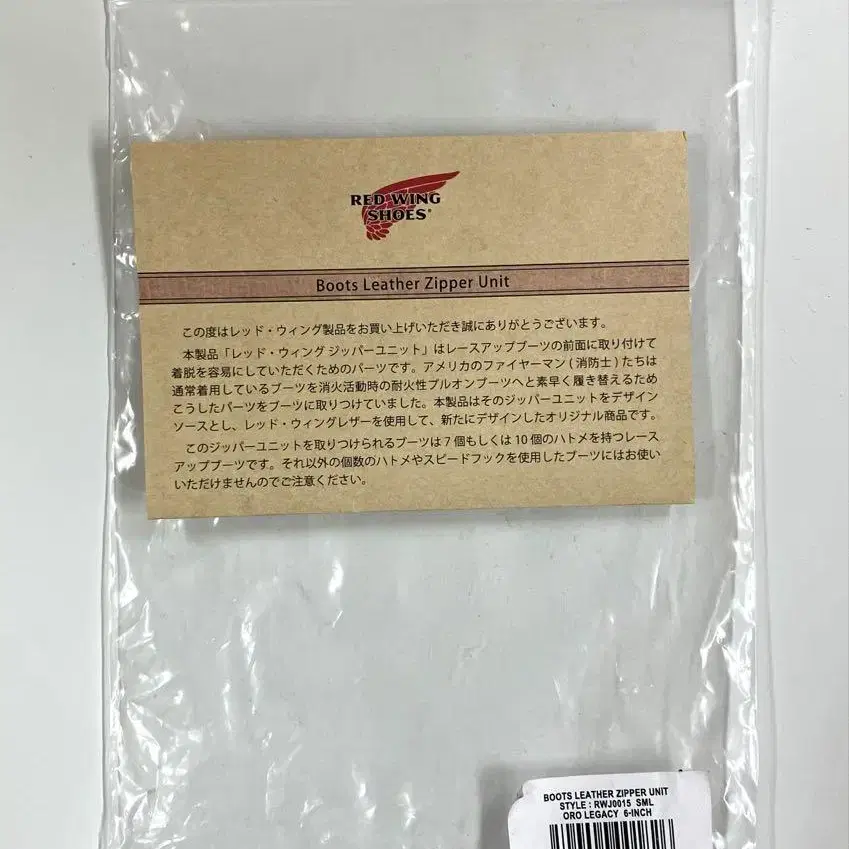 RED WING
SHOES®
Boots Leather Zipper Unit
この度はレッド・ウィング製品をお買い上げいただき誠にありがとうございます。
本製品「レッド・ウィング ジッパーユニット」はレースアップブーツの前面に取り付けて
着脱を容易にしていただくためのパーツです。アメリカのファイヤーマン(消防士)たちは
通常着用しているブーツを消火活動時の耐火性プルオンブーツへと素早く履き替えるため
こうしたパーツをブーツに取りつけていました。本製品はそのジッパーユニットをデザイン
ソースとし、レッド・ウィングレザーを使用して、新たにデザインしたオリジナル商品です。
このジッパーユニットを取りつけられるブーツは7個もしくは10個のハトメを持つレース
アップブーツです。それ以外の個数のハトメやスピードフックを使用したブーツにはお使い
いただけませんのでご注意ください。
BOOTS LEATHER ZIPPER UNIT
STYLE : RWJ0015 SML
ORO LEGACY 6-INCH